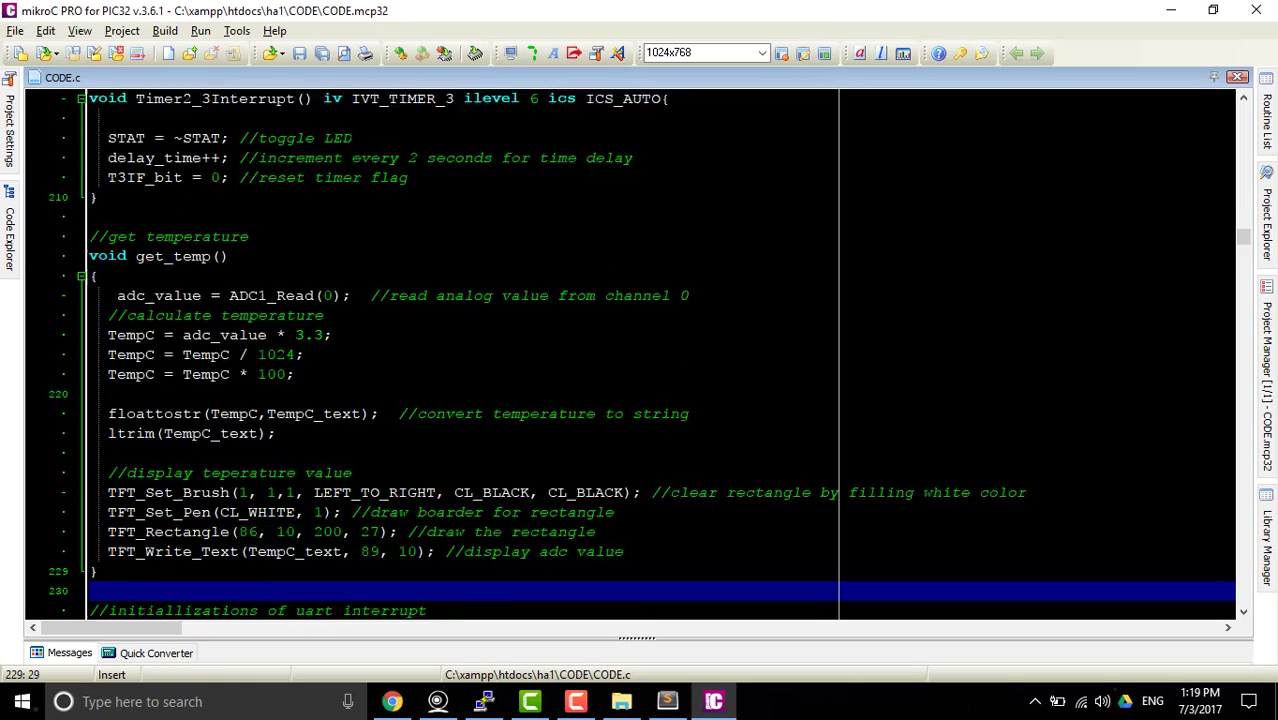 mikroC PRO for PIC32 v.3.6.1 - C:\xampp\htdocs\ha1\CODE\CODE.mcp32
File Edit View Project Build Run Tools Help
1024x768
CODE.c
void Timer2_3Interrupt() iv IVT_TIMER_3 ilevel 6 ics ICS_AUTO{
STAT = ~STAT; //toggle LED
delay_time++; //increment every 2 seconds for time delay
T3IF_bit = 0; //reset timer flag
210 }
//get temperature
void get_temp()
{
adc_value = ADC1_Read(0); //read analog value from channel 0
//calculate temperature
TempC = adc_value * 3.3;
TempC = TempC / 1024;
TempC = TempC * 100;
220
floattostr(TempC,TempC_text); //convert temperature to string
ltrim(TempC_text);
//display teperature value
TFT_Set_Brush(1, 1,1, LEFT_TO_RIGHT, CL_BLACK, CL_BLACK); //clear rectangle by filling white color
TFT_Set_Pen(CL_WHITE, 1); //draw boarder for rectangle
TFT_Rectangle(86, 10, 200, 27); //draw the rectangle
TFT_Write_Text(TempC_text, 89, 10); //display adc value
229 }
230
//initiallizations of uart interrupt
Project Settings
Code Explorer
Routine List
Project Explorer
Project Manager [1/1] - CODE.mcp32
Library Manager
Messages Quick Converter
229: 29 Insert C:\xampp\htdocs\ha1\CODE\CODE.c
Type here to search
ENG
1:19 PM
7/3/2017